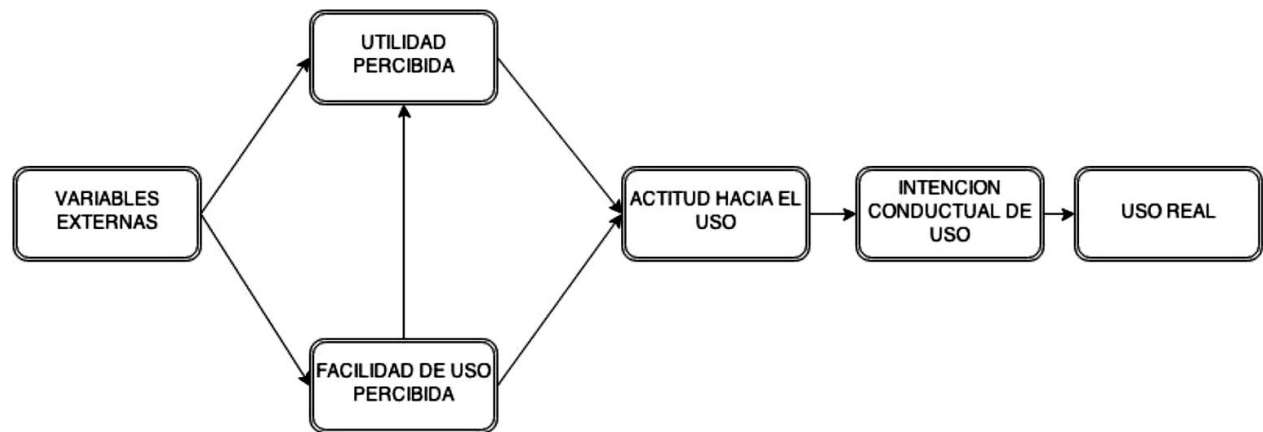 UTILIDAD
PERCIBIDA
VARIABLES
EXTERNAS
FACILIDAD DE USO
PERCIBIDA
ACTITUD HACIA EL
USO
INTENCION
CONDUCTUAL DE
USO
USO REAL